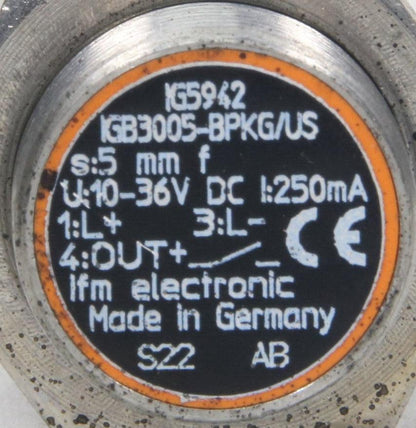 IG5942
IGB3005-BPKG/US
s:5 mm f
U:10-36V DC I:250mA
1:L+ 3:L-
CE
4:OUT+
ifm electronic
Made in Germany
S22 AB